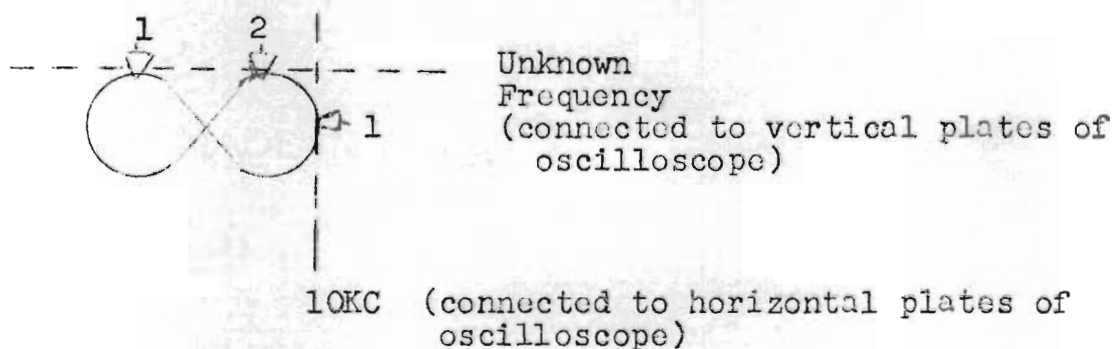 1 2
Unknown
Frequency
(connected to vertical plates of
1
oscilloscope)
10KC (connected to horizontal plates of
oscilloscope)